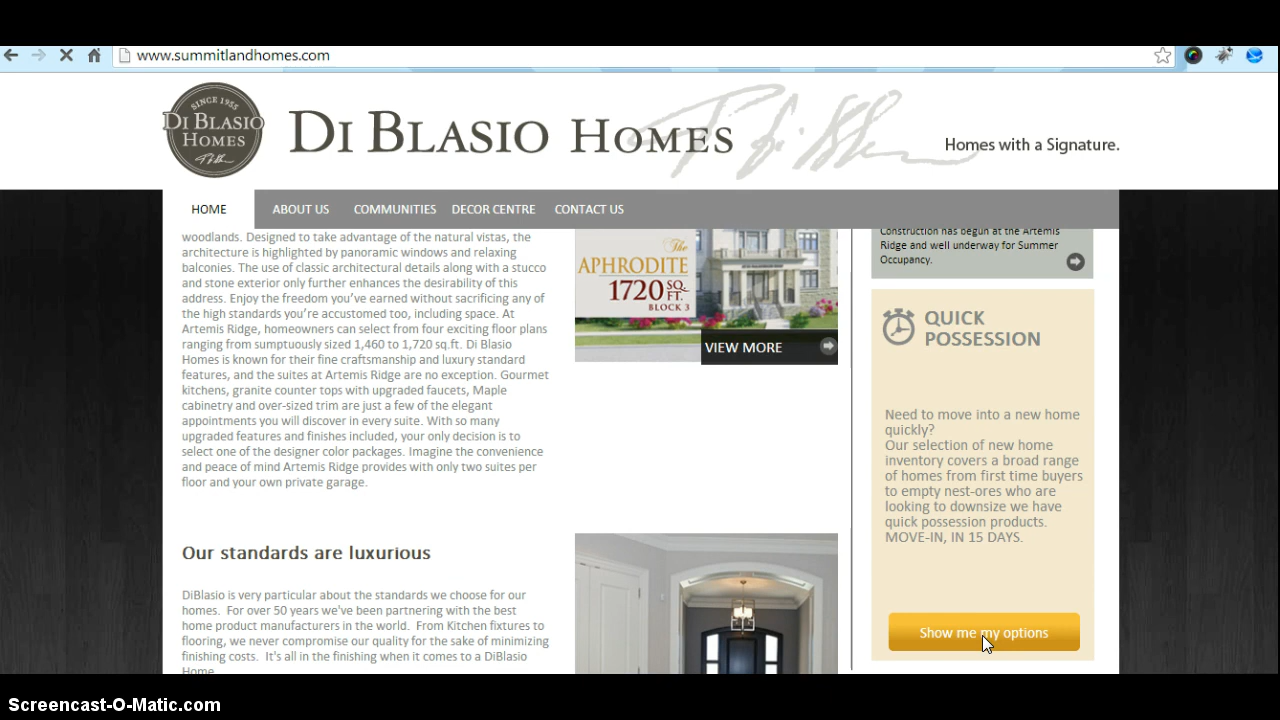 www.summitlandhomes.com
SINCE 1955
DI BLASIO
HOMES
DI BLASIO HOMES
Homes with a Signature.
HOME
ABOUT US
COMMUNITIES
DECOR CENTRE
CONTACT US
woodlands. Designed to take advantage of the natural vistas, the
architecture is highlighted by panoramic windows and relaxing
balconies. The use of classic architectural details along with a stucco
and stone exterior only further enhances the desirability of this
address. Enjoy the freedom you've earned without sacrificing any of
the high standards you're accustomed too, including space. At
Artemis Ridge, homeowners can select from four exciting floor plans
ranging from sumptuously sized 1,460 to 1,720 sq.ft. Di Blasio
Homes is known for their fine craftsmanship and luxury standard
features, and the suites at Artemis Ridge are no exception. Gourmet
kitchens, granite counter tops with upgraded faucets, Maple
cabinetry and over-sized trim are just a few of the elegant
appointments you will discover in every suite. With so many
upgraded features and finishes included, your only decision is to
select one of the designer color packages. Imagine the convenience
and peace of mind Artemis Ridge provides with only two suites per
floor and your own private garage.
Our standards are luxurious
DiBlasio is very particular about the standards we choose for our
homes.  For over 50 years we've been partnering with the best
home product manufacturers in the world.  From Kitchen fixtures to
flooring, we never compromise our quality for the sake of minimizing
finishing costs.  It's all in the finishing when it comes to a DiBlasio
Home.
The
APHRODITE
1720 SQ. FT.
BLOCK 3
VIEW MORE
Construction has begun at the Artemis
Ridge and well underway for Summer
Occupancy.
QUICK
POSSESSION
Need to move into a new home
quickly?
Our selection of new home
inventory covers a broad range
of homes from first time buyers
to empty nest-ores who are
looking to downsize we have
quick possession products.
MOVE-IN, IN 15 DAYS.
Show me my options
Screencast-O-Matic.com